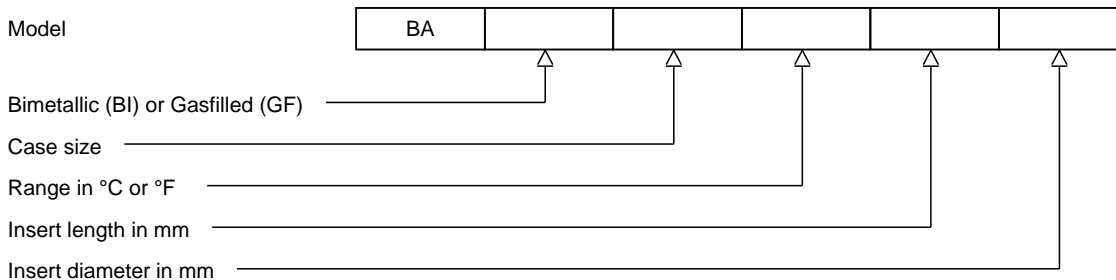 Model BA
Bimetallic (BI) or Gasfilled (GF)
Case size
Range in °C or °F
Insert length in mm
Insert diameter in mm